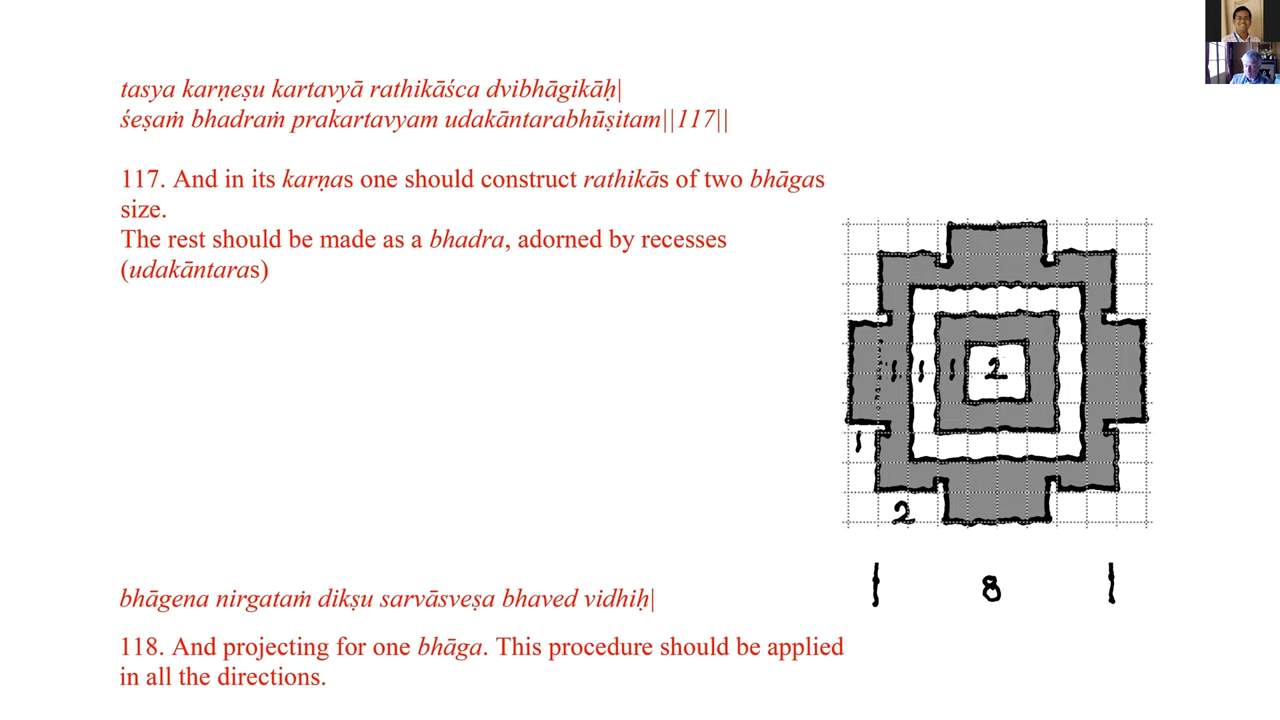 tasya karṇeṣu kartavyā rathikāśca dvibhāgikāḥ|
śeṣaṁ bhadraṁ prakartavyam udakāntarabhūṣitam||117||
117. And in its karṇas one should construct rathikās of two bhāgas
size.
The rest should be made as a bhadra, adorned by recesses
(udakāntaras)
1 1 1 2
1
2
8
bhāgena nirgataṁ dikṣu sarvāsveṣa bhaved vidhiḥ|
118. And projecting for one bhāga. This procedure should be applied
in all the directions.